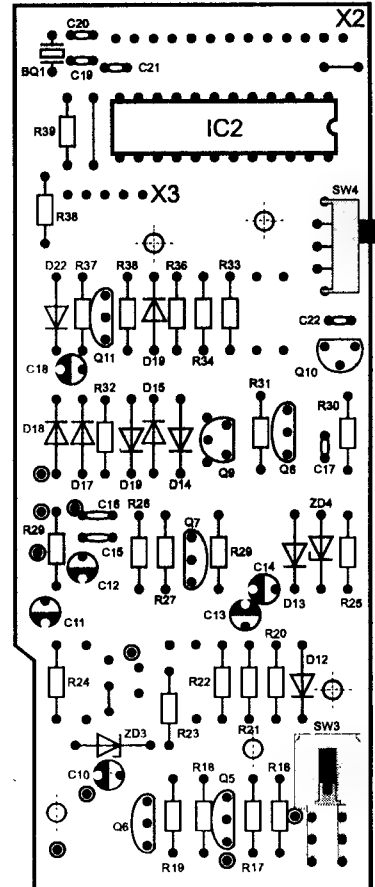 C20
X2
BQ1
C19
C21
R39
IC2
X3
R38
SW4
D22
R37
R38
R36
R33
C18
Q11
D19
R34
C22
Q10
R32
D15
R31
R30
D18
D17
D19
D14
Q9
Q8
C17
R29
C16
R28
Q7
ZD4
C15
R29
C14
C12
R27
D13
R25
C11
C13
R20
D12
R24
R22
R23
R21
SW3
ZD3
C10
R18
Q5
R18
Q6
R19
R17